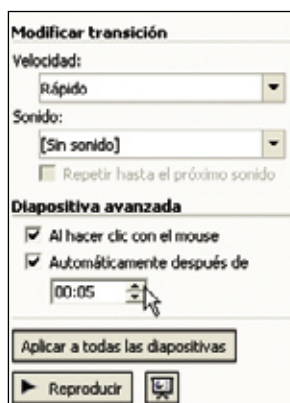 Modificar transición
Velocidad:
Rápido
Sonido:
[Sin sonido]
Repetir hasta el próximo sonido
Diapositiva avanzada
Al hacer clic con el mouse
Automáticamente después de
00:05
Aplicar a todas las diapositivas
Reproducir